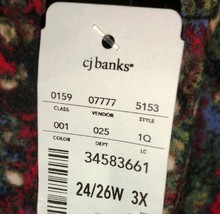 cj banks®
0159 07777 5153
CLASS VENDOR STYLE
001 025 1Q
COLOR DEPT LC
34583661
24/26W 3X